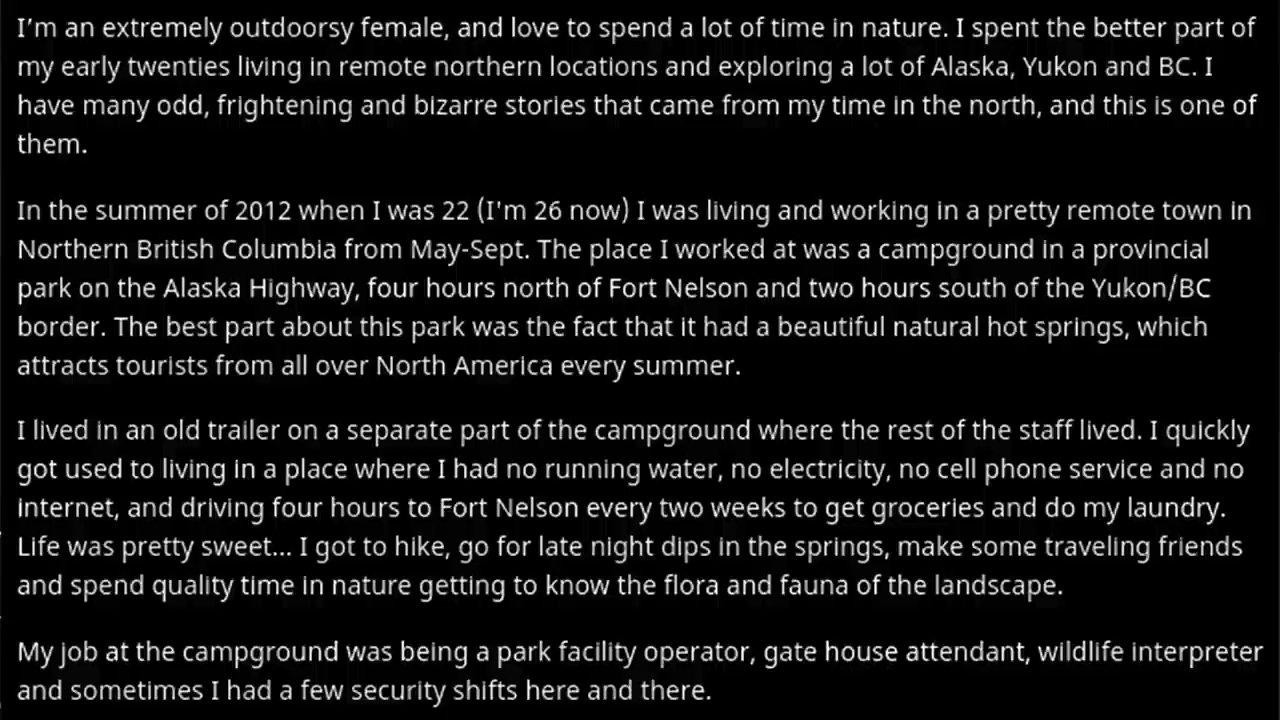 I'm an extremely outdoorsy female, and love to spend a lot of time in nature. I spent the better part of
my early twenties living in remote northern locations and exploring a lot of Alaska, Yukon and BC. I
have many odd, frightening and bizarre stories that came from my time in the north, and this is one of
them.
In the summer of 2012 when I was 22 (I'm 26 now) I was living and working in a pretty remote town in
Northern British Columbia from May-Sept. The place I worked at was a campground in a provincial
park on the Alaska Highway, four hours north of Fort Nelson and two hours south of the Yukon/BC
border. The best part about this park was the fact that it had a beautiful natural hot springs, which
attracts tourists from all over North America every summer.
I lived in an old trailer on a separate part of the campground where the rest of the staff lived. I quickly
got used to living in a place where I had no running water, no electricity, no cell phone service and no
internet, and driving four hours to Fort Nelson every two weeks to get groceries and do my laundry.
Life was pretty sweet... I got to hike, go for late night dips in the springs, make some traveling friends
and spend quality time in nature getting to know the flora and fauna of the landscape.
My job at the campground was being a park facility operator, gate house attendant, wildlife interpreter
and sometimes I had a few security shifts here and there.